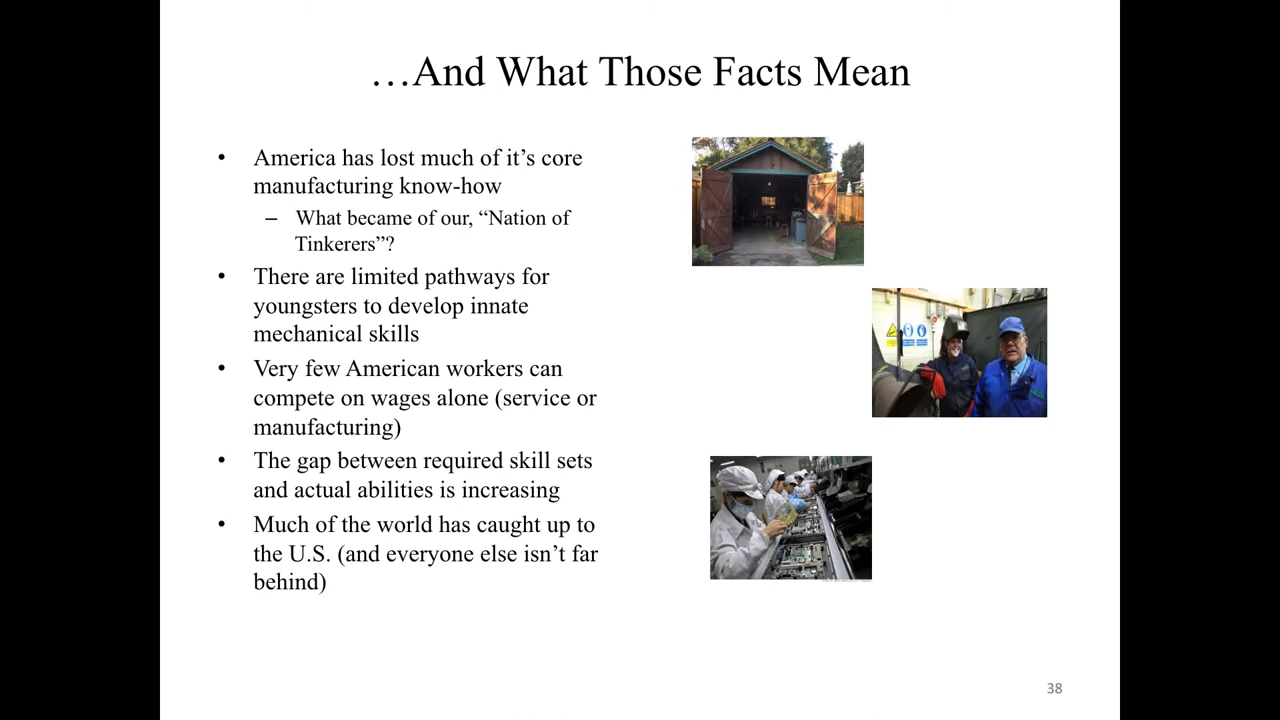 …And What Those Facts Mean
• America has lost much of it’s core
manufacturing know-how
– What became of our, “Nation of
Tinkerers”?
• There are limited pathways for
youngsters to develop innate
mechanical skills
• Very few American workers can
compete on wages alone (service or
manufacturing)
• The gap between required skill sets
and actual abilities is increasing
• Much of the world has caught up to
the U.S. (and everyone else isn’t far
behind)
38